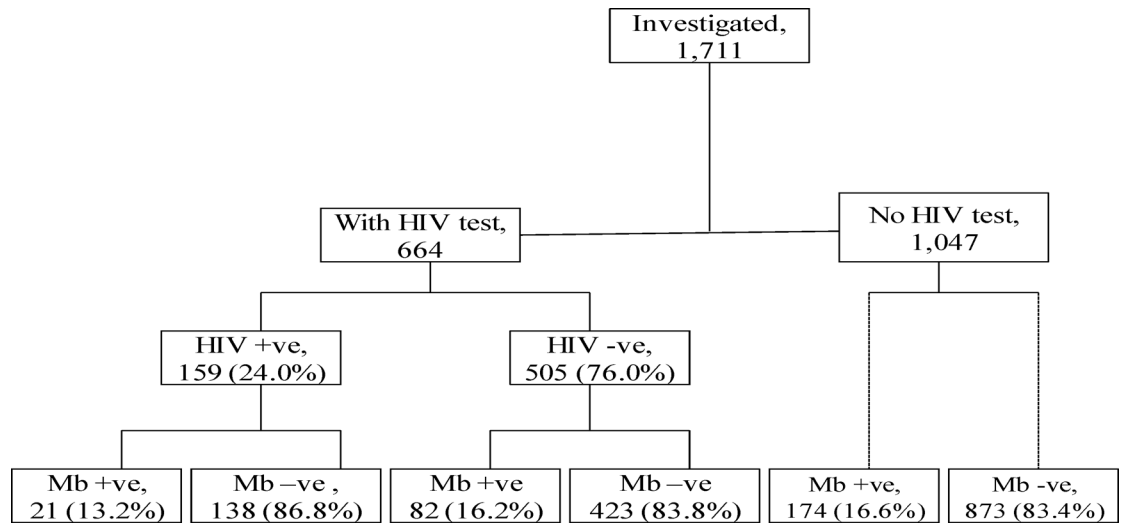 Investigated,
1,711
With HIV test,
664
No HIV test,
1,047
HIV +ve,
159 (24.0%)
HIV -ve,
505 (76.0%)
Mb +ve,
21 (13.2%)
Mb –ve ,
138 (86.8%)
Mb +ve
82 (16.2%)
Mb –ve
423 (83.8%)
Mb +ve,
174 (16.6%)
Mb -ve,
873 (83.4%)